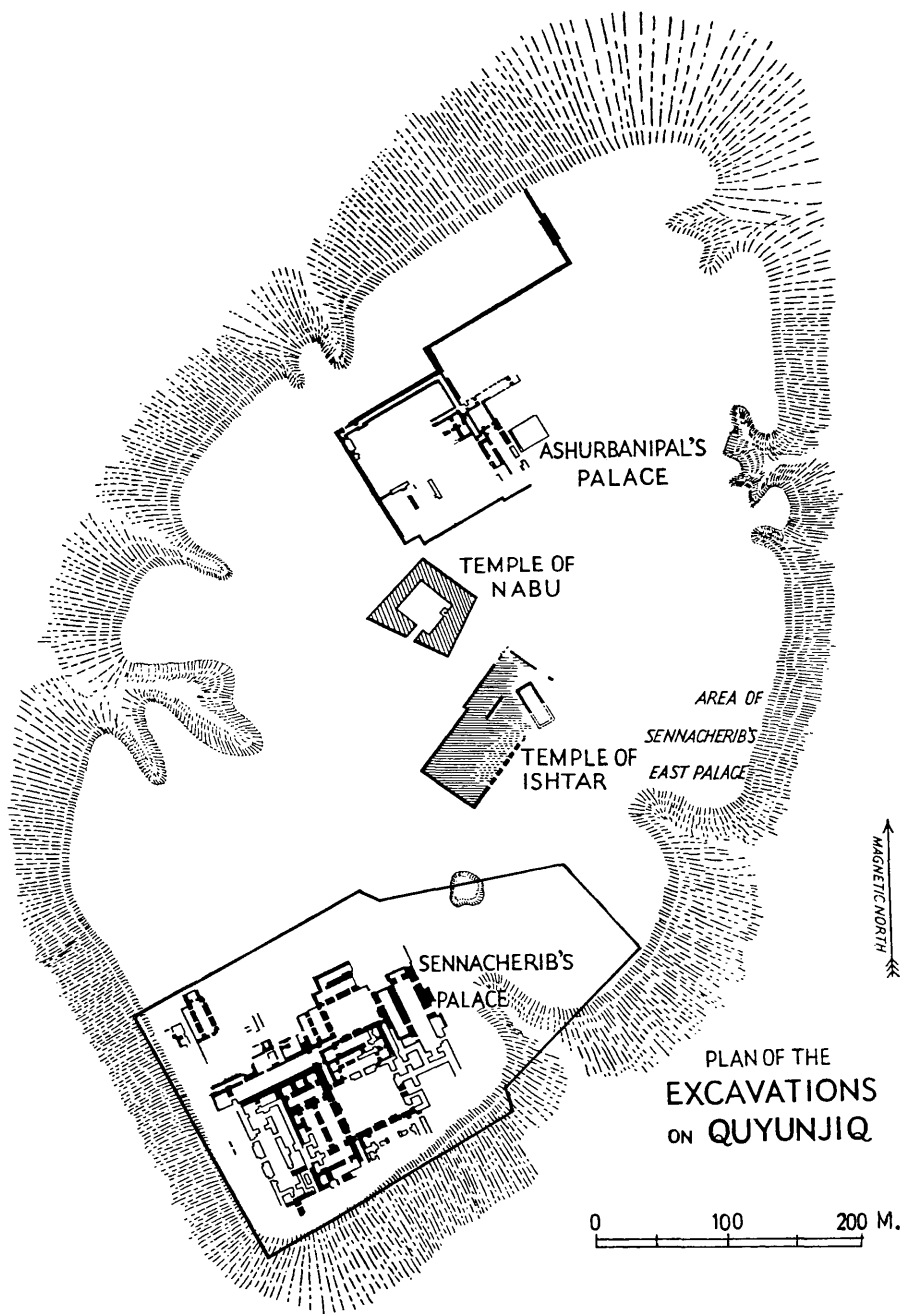 ASHURBANIPAL'S
PALACE
TEMPLE OF
NABU
AREA OF
SENNACHERIB'S
EAST PALACE
TEMPLE OF
ISHTAR
MAGNETIC NORTH
SENNACHERIB'S
PALACE
PLAN OF THE
EXCAVATIONS
ON QUYUNJIQ
0 100 200 M.